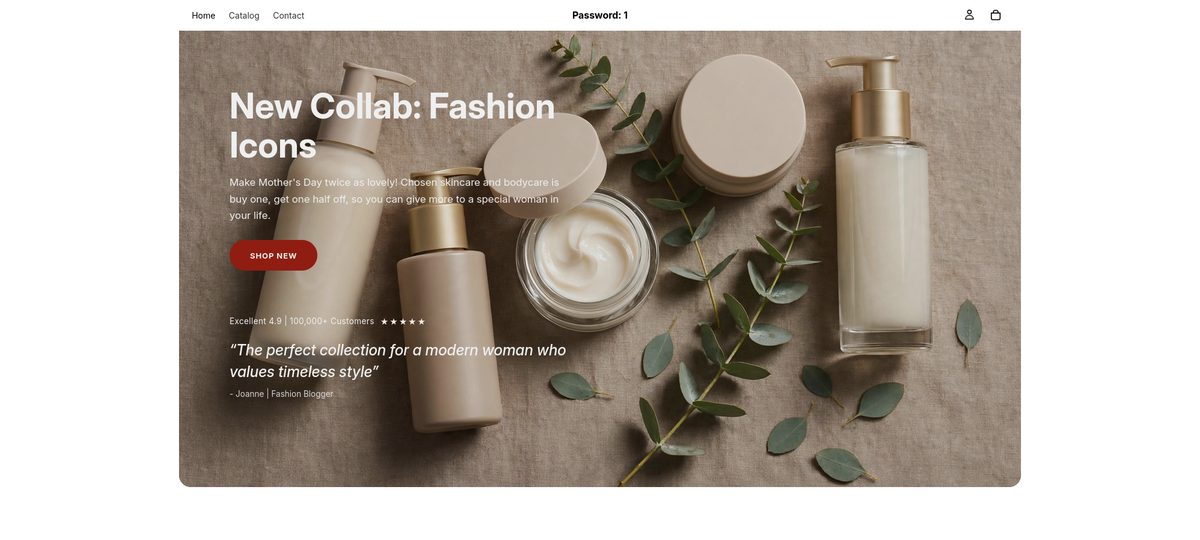 Home Catalog Contact
Password: 1
New Collab: Fashion
Icons
Make Mother's Day twice as lovely! Chosen skincare and bodycare is
buy one, get one half off, so you can give more to a special woman in
your life.
SHOP NEW
Excellent 4.9 | 100,000+ Customers ★★★★★
“The perfect collection for a modern woman who
values timeless style”
- Joanne | Fashion Blogger